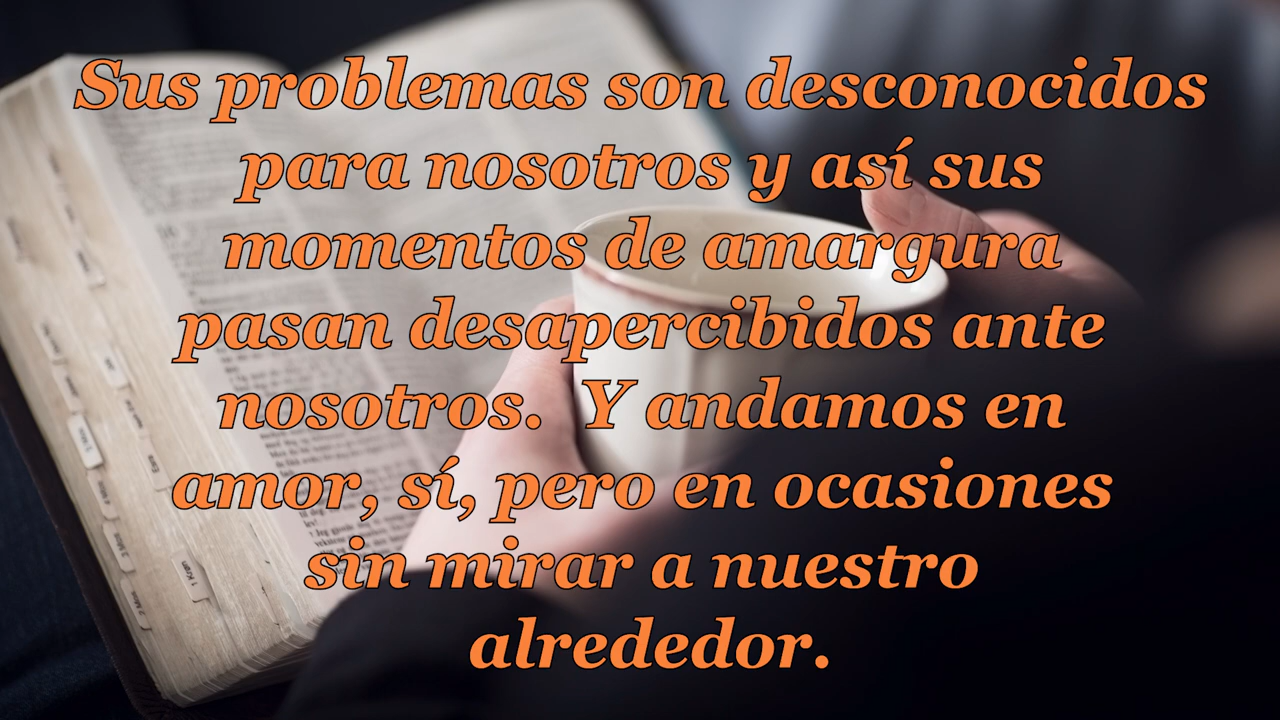 Sus problemas son desconocidos
para nosotros y así sus
momentos de amargura
pasan desapercibidos ante
nosotros.  Y andamos en
amor, sí, pero en ocasiones
sin mirar a nuestro
alrededor.